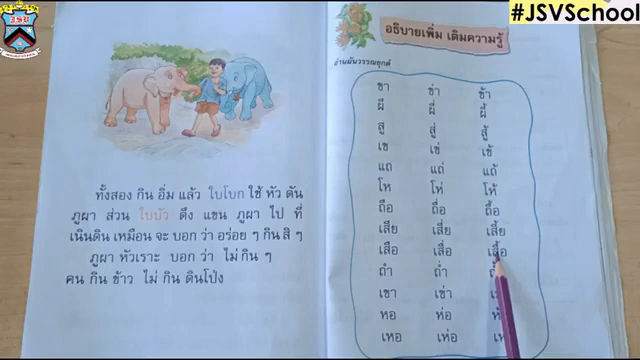 #JSVSchool
J.S.V
ทั้งสอง กิน อิ่ม แล้ว ใบโบก ใช้ หัว ดัน
ภูผา ส่วน ใบบัว ดึง แขน ภูผา ไป ที่
เนินดิน เหมือน จะ บอก ว่า อร่อย ๆ กิน สิ ๆ
ภูผา หัวเราะ บอก ว่า ไม่ กิน ๆ
คน กิน ข้าว ไม่ กิน ดินโป่ง
อธิบายเพิ่ม เติมความรู้
อ่านผันวรรณยุกต์
ขา ข่า ข้า
ผี ผี่ ผี้
สู สู่ สู้
เข เข่ เข้
แถ แถ่ แถ้
โห โห่ โห้
ถือ ถื่อ ถื้อ
เสีย เสี่ย เสี้ย
เสือ เสื่อ เสื้อ
ถำ ถ่ำ
เขา เข่า
หอ ห่อ
เหอ เห่อ